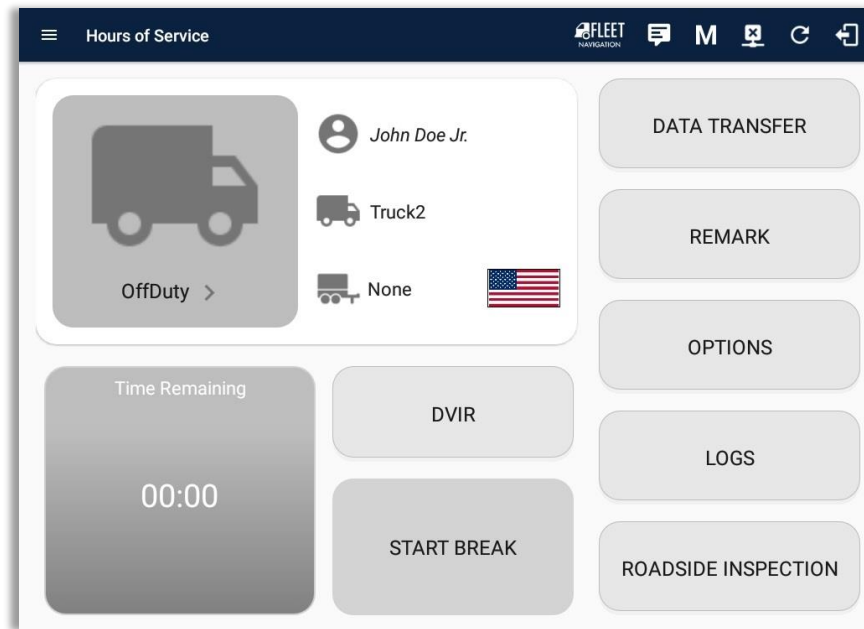 Hours of Service
FLEET
NAVIGATION
M
John Doe Jr.
Truck2
None
OffDuty >
Time Remaining
00:00
DVIR
START BREAK
DATA TRANSFER
REMARK
OPTIONS
LOGS
ROADSIDE INSPECTION